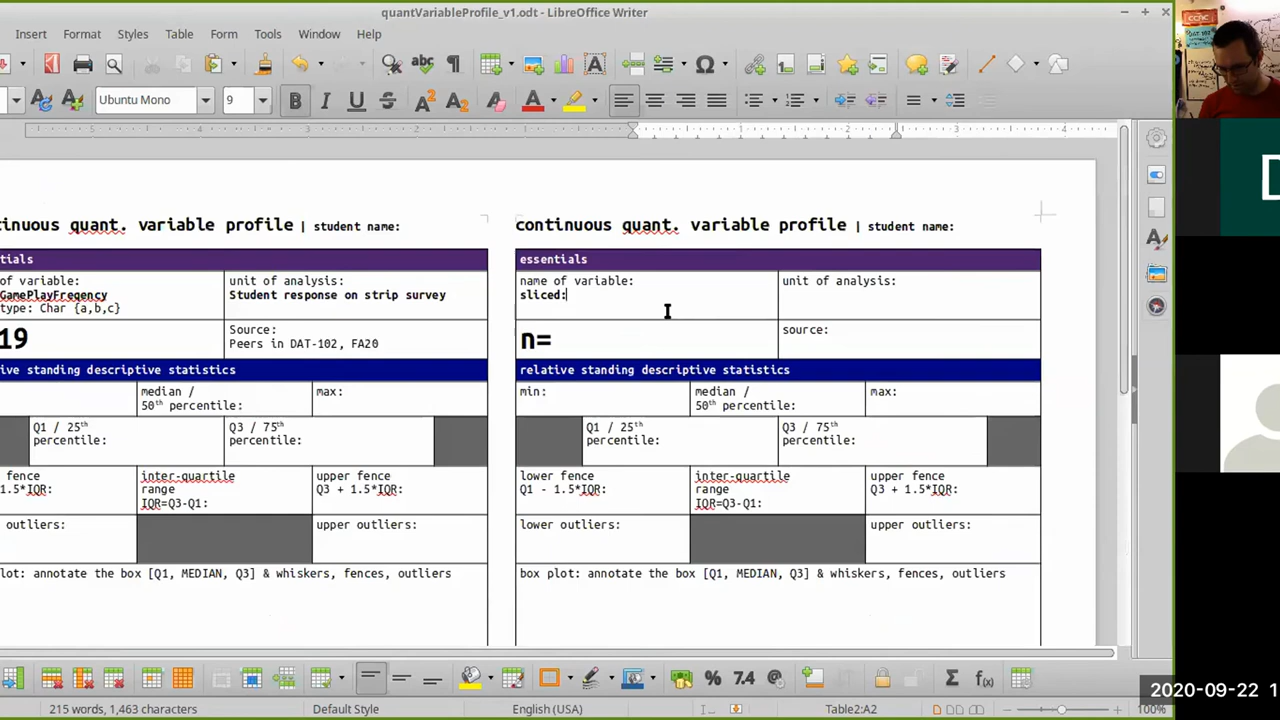 quantVariableProfile_v1.odt - LibreOffice Writer
Insert Format Styles Table Form Tools Window Help
Ubuntu Mono 9
continuous quant. variable profile | student name:
essentials
name of variable:
sliced:
unit of analysis:
n=
source:
relative standing descriptive statistics
min:
median /
50th percentile:
max:
Q1 / 25th
percentile:
Q3 / 75th
percentile:
lower fence
Q1 - 1.5*IQR:
inter-quartile
range
IQR=Q3-Q1:
upper fence
Q3 + 1.5*IQR:
lower outliers:
upper outliers:
box plot: annotate the box [Q1, MEDIAN, Q3] & whiskers, fences, outliers
tinuous quant. variable profile | student name:
tials
of variable:
GamePlayFreqency
type: Char {a,b,c}
unit of analysis:
Student response on strip survey
19
Source:
Peers in DAT-102, FA20
ive standing descriptive statistics
median /
50th percentile:
max:
Q1 / 25th
percentile:
Q3 / 75th
percentile:
fence
1.5*IQR:
inter-quartile
range
IQR=Q3-Q1:
upper fence
Q3 + 1.5*IQR:
outliers:
upper outliers:
lot: annotate the box [Q1, MEDIAN, Q3] & whiskers, fences, outliers
215 words, 1,463 characters Default Style English (USA) Table2:A2 100%
2020-09-22 1
CCAC
DAT 102
D